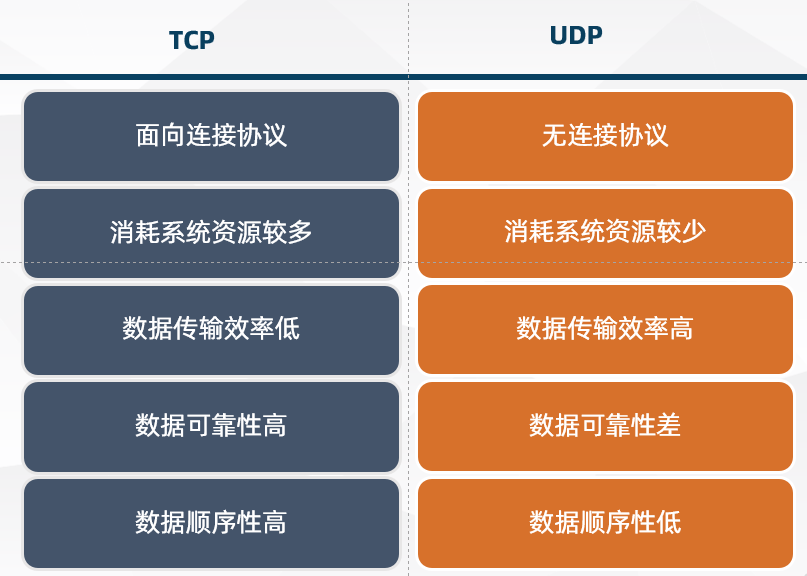 TCP
UDP
面向连接协议
无连接协议
消耗系统资源较多
消耗系统资源较少
数据传输效率低
数据传输效率高
数据可靠性高
数据可靠性差
数据顺序性高
数据顺序性低